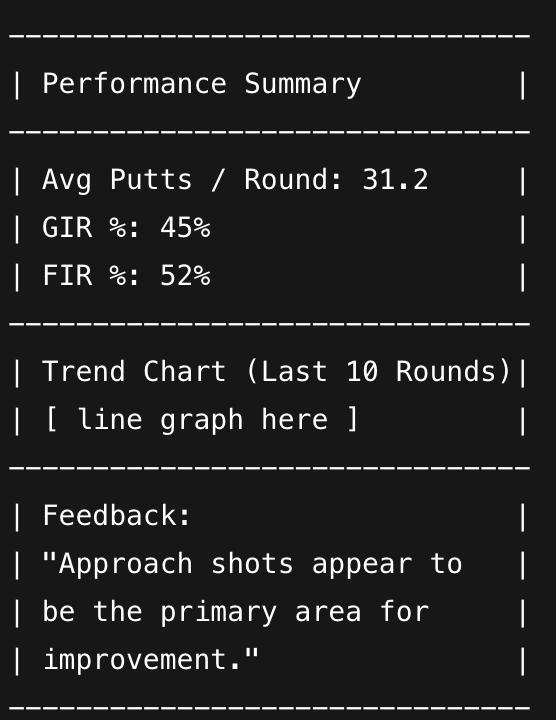 -------------------------------
| Performance Summary         |
-------------------------------
| Avg Putts / Round: 31.2     |
| GIR %: 45%                  |
| FIR %: 52%                  |
-------------------------------
| Trend Chart (Last 10 Rounds)|
| [ line graph here ]         |
-------------------------------
| Feedback:                   |
| "Approach shots appear to   |
| be the primary area for     |
| improvement."               |
-------------------------------